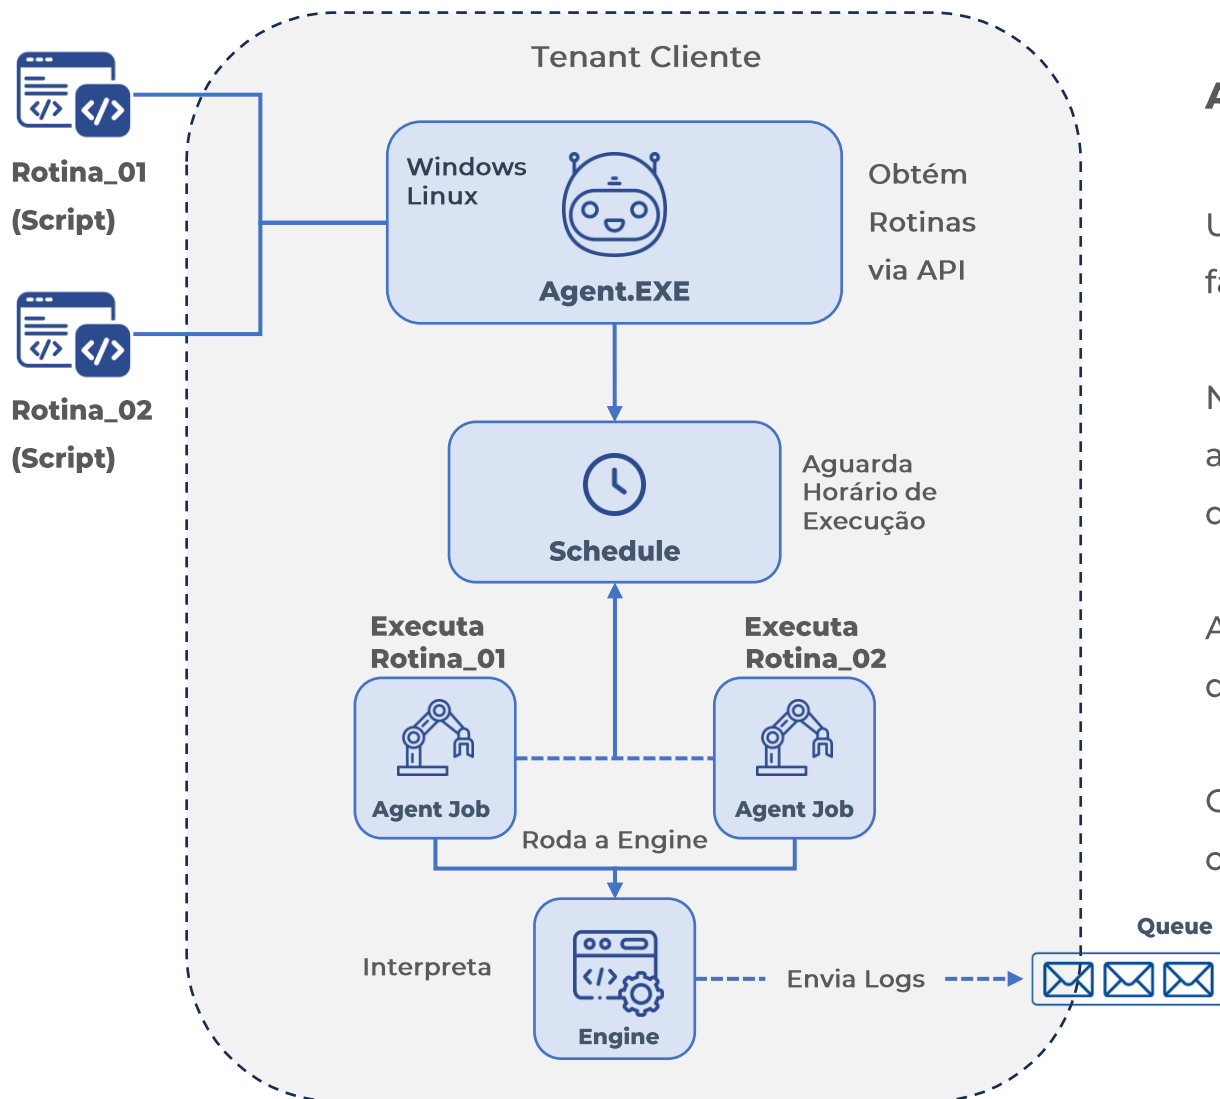 Tenant Cliente
Rotina_01
(Script)
Windows
Linux
Agent.EXE
Obtém
Rotinas
via API
Rotina_02
(Script)
Schedule
Aguarda
Horário de
Execução
Executa
Rotina_01
Executa
Rotina_02
Agent Job
Agent Job
Roda a Engine
Interpreta
Engine
Envia Logs
Queue